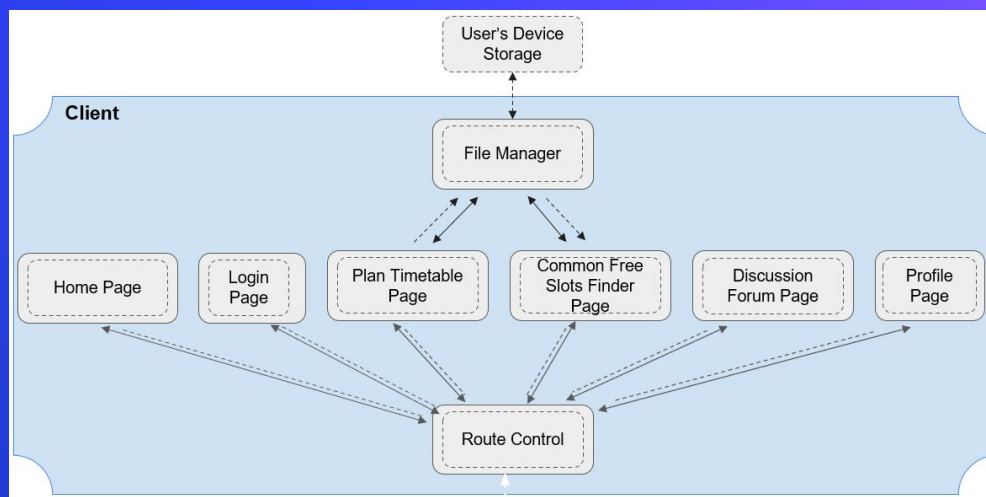 User's Device
Storage
Client
File Manager
Home Page
Login
Page
Plan Timetable
Page
Common Free
Slots Finder
Page
Discussion
Forum Page
Profile
Page
Route Control